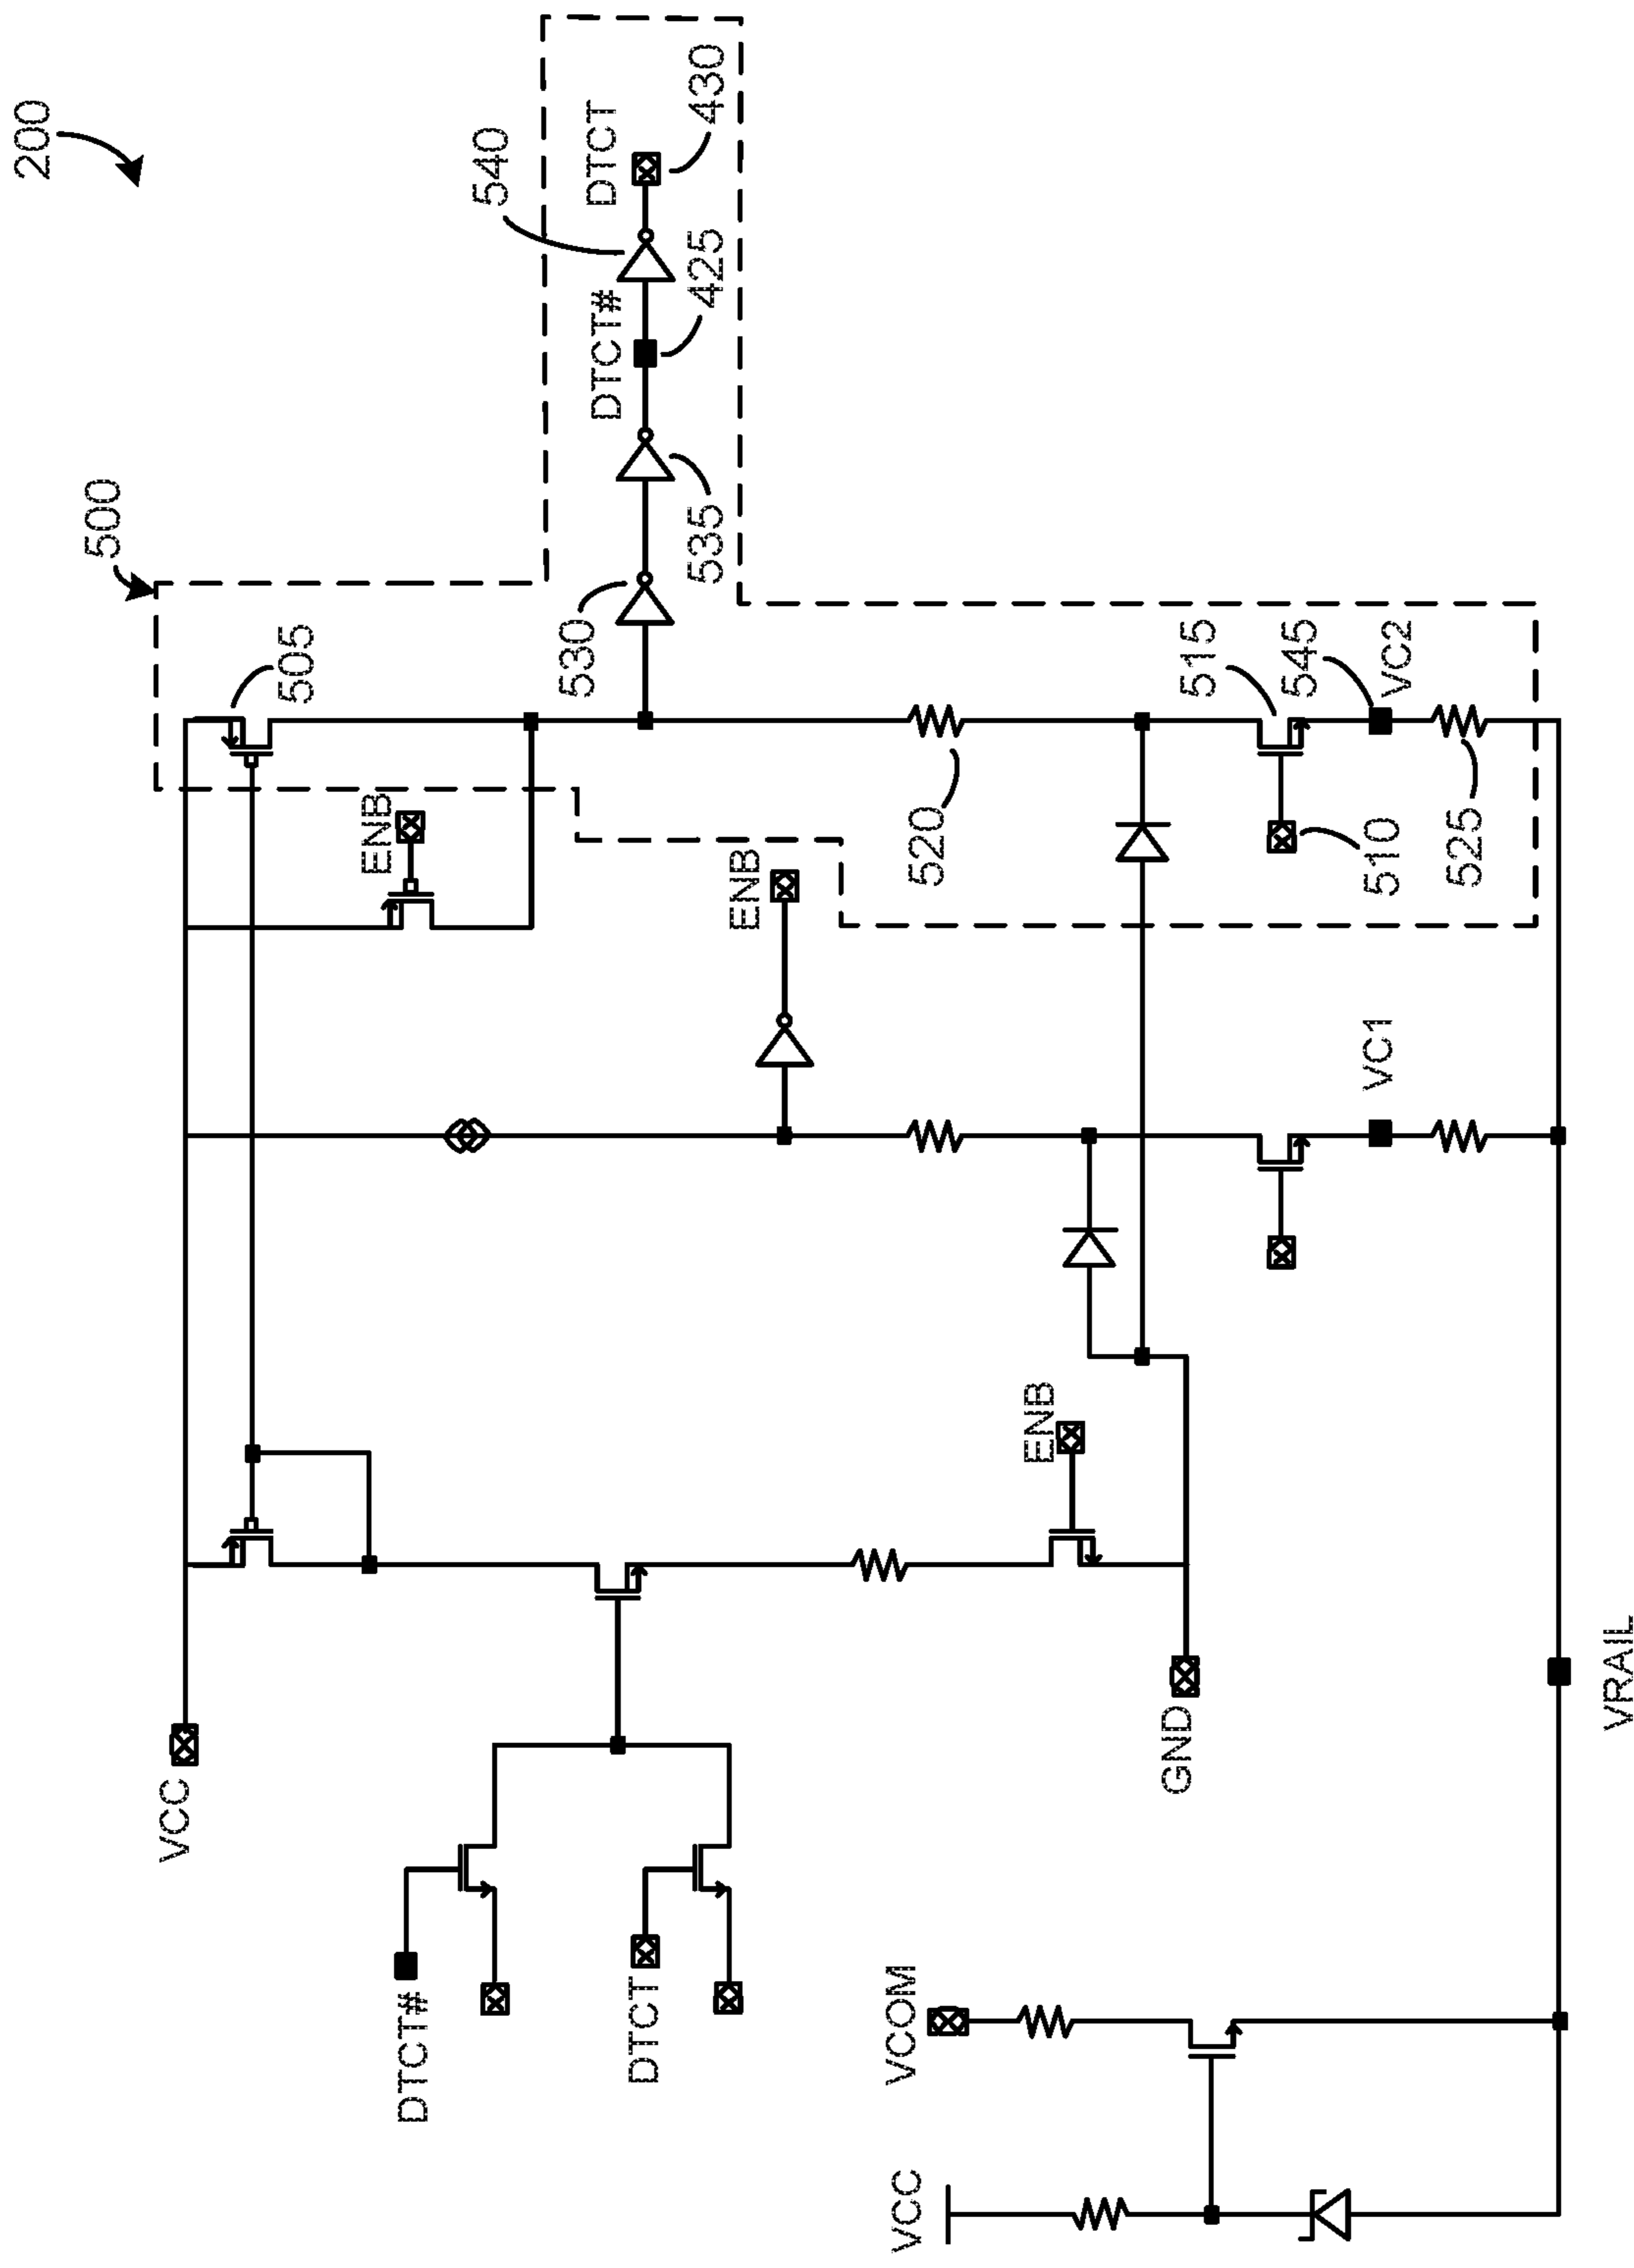 200
500
505
ENB
530
535
540
DTCT#
425
DTCT
430
ENB
520
515
545
VC2
510
525
VC1
ENB
VCC
DTCT#
DTCT
GND
VCOM
VCC
VRAIL